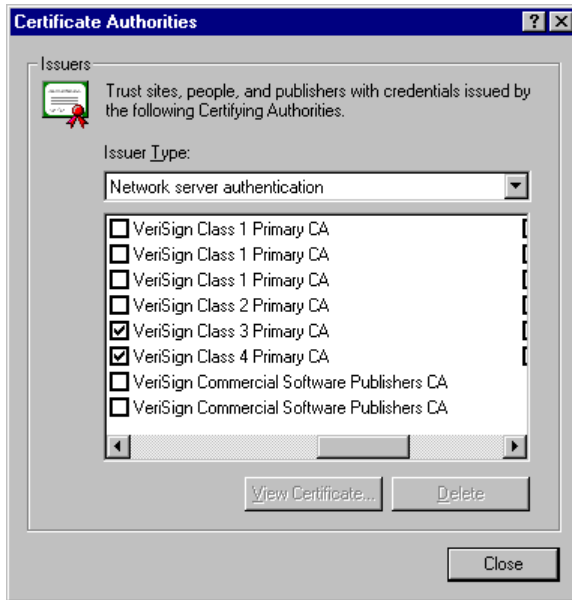 Certificate Authorities
Issuers
Trust sites, people, and publishers with credentials issued by
the following Certifying Authorities.
Issuer Type:
Network server authentication
VeriSign Class 1 Primary CA
VeriSign Class 1 Primary CA
VeriSign Class 1 Primary CA
VeriSign Class 2 Primary CA
VeriSign Class 3 Primary CA
VeriSign Class 4 Primary CA
VeriSign Commercial Software Publishers CA
VeriSign Commercial Software Publishers CA
View Certificate... Delete
Close